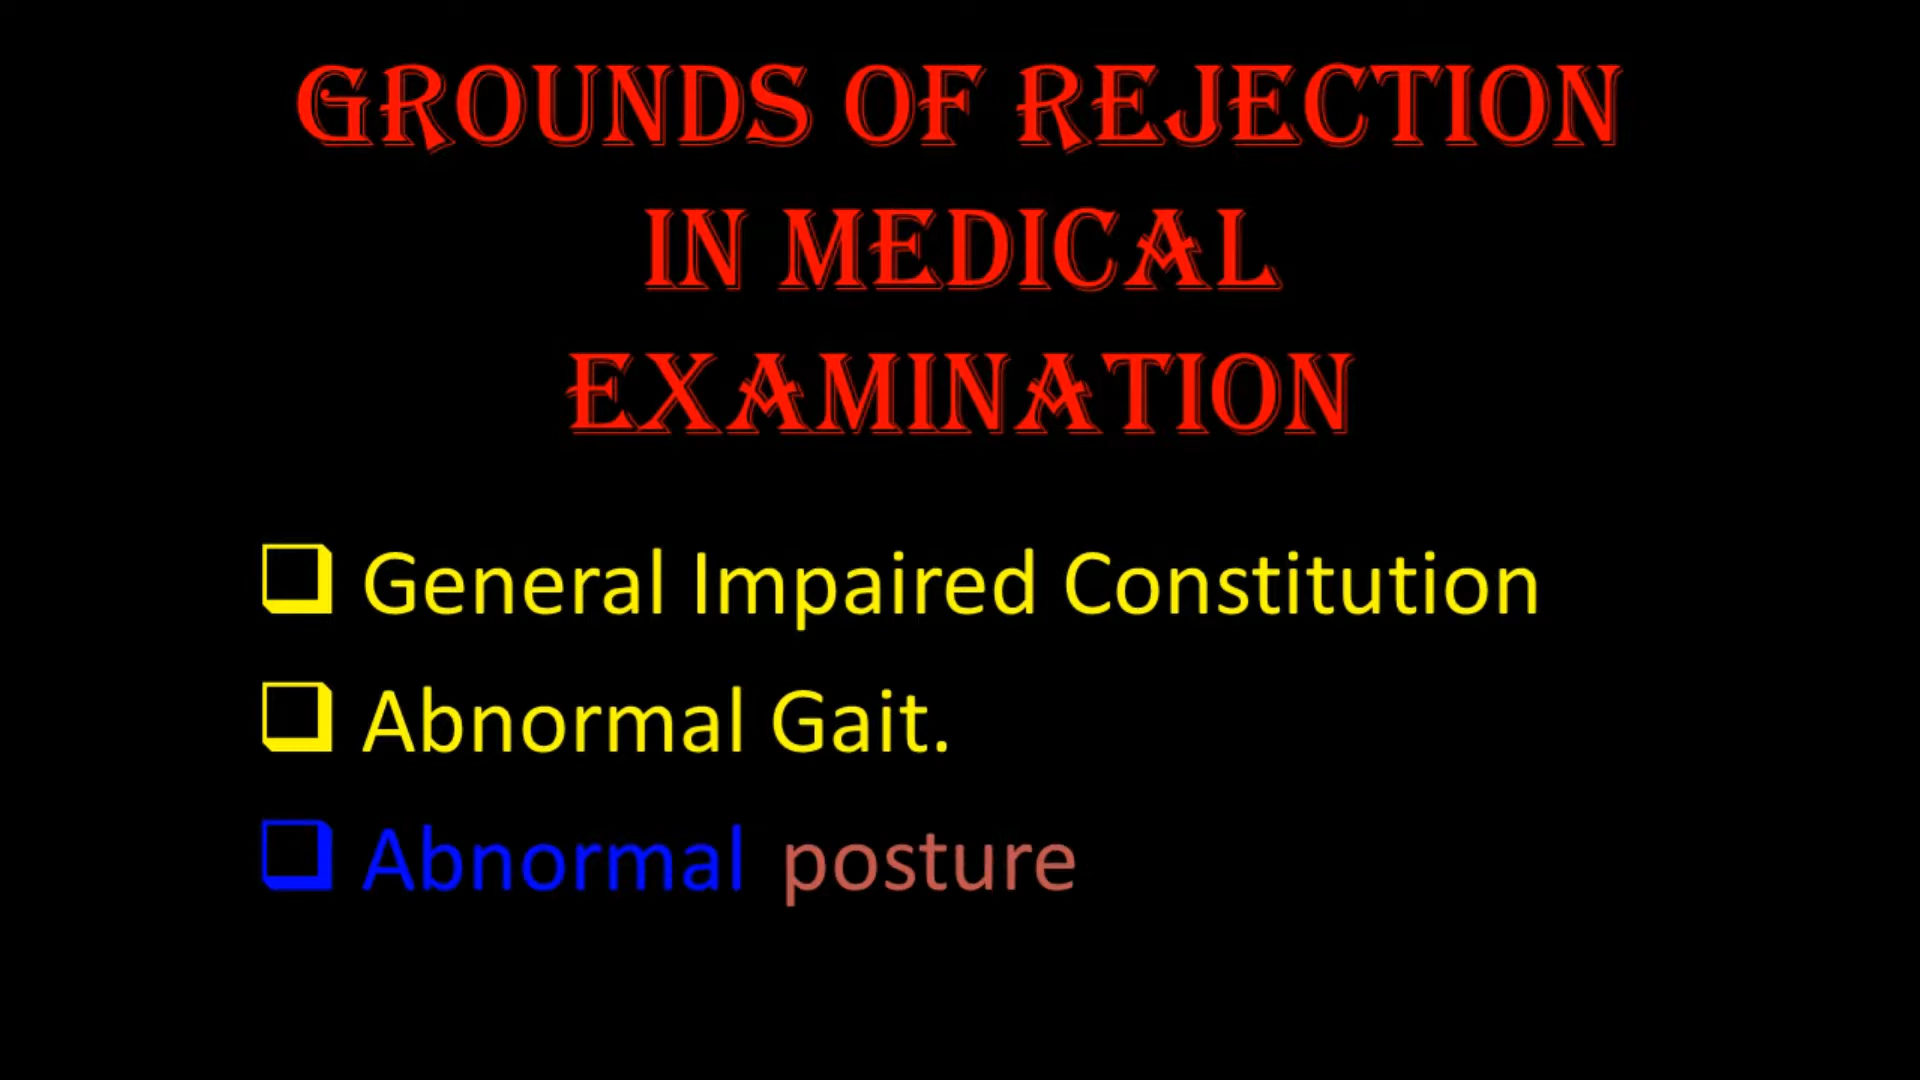 GROUNDS OF REJECTION
IN MEDICAL
EXAMINATION
❑ General Impaired Constitution
❑ Abnormal Gait.
❑ Abnormal posture